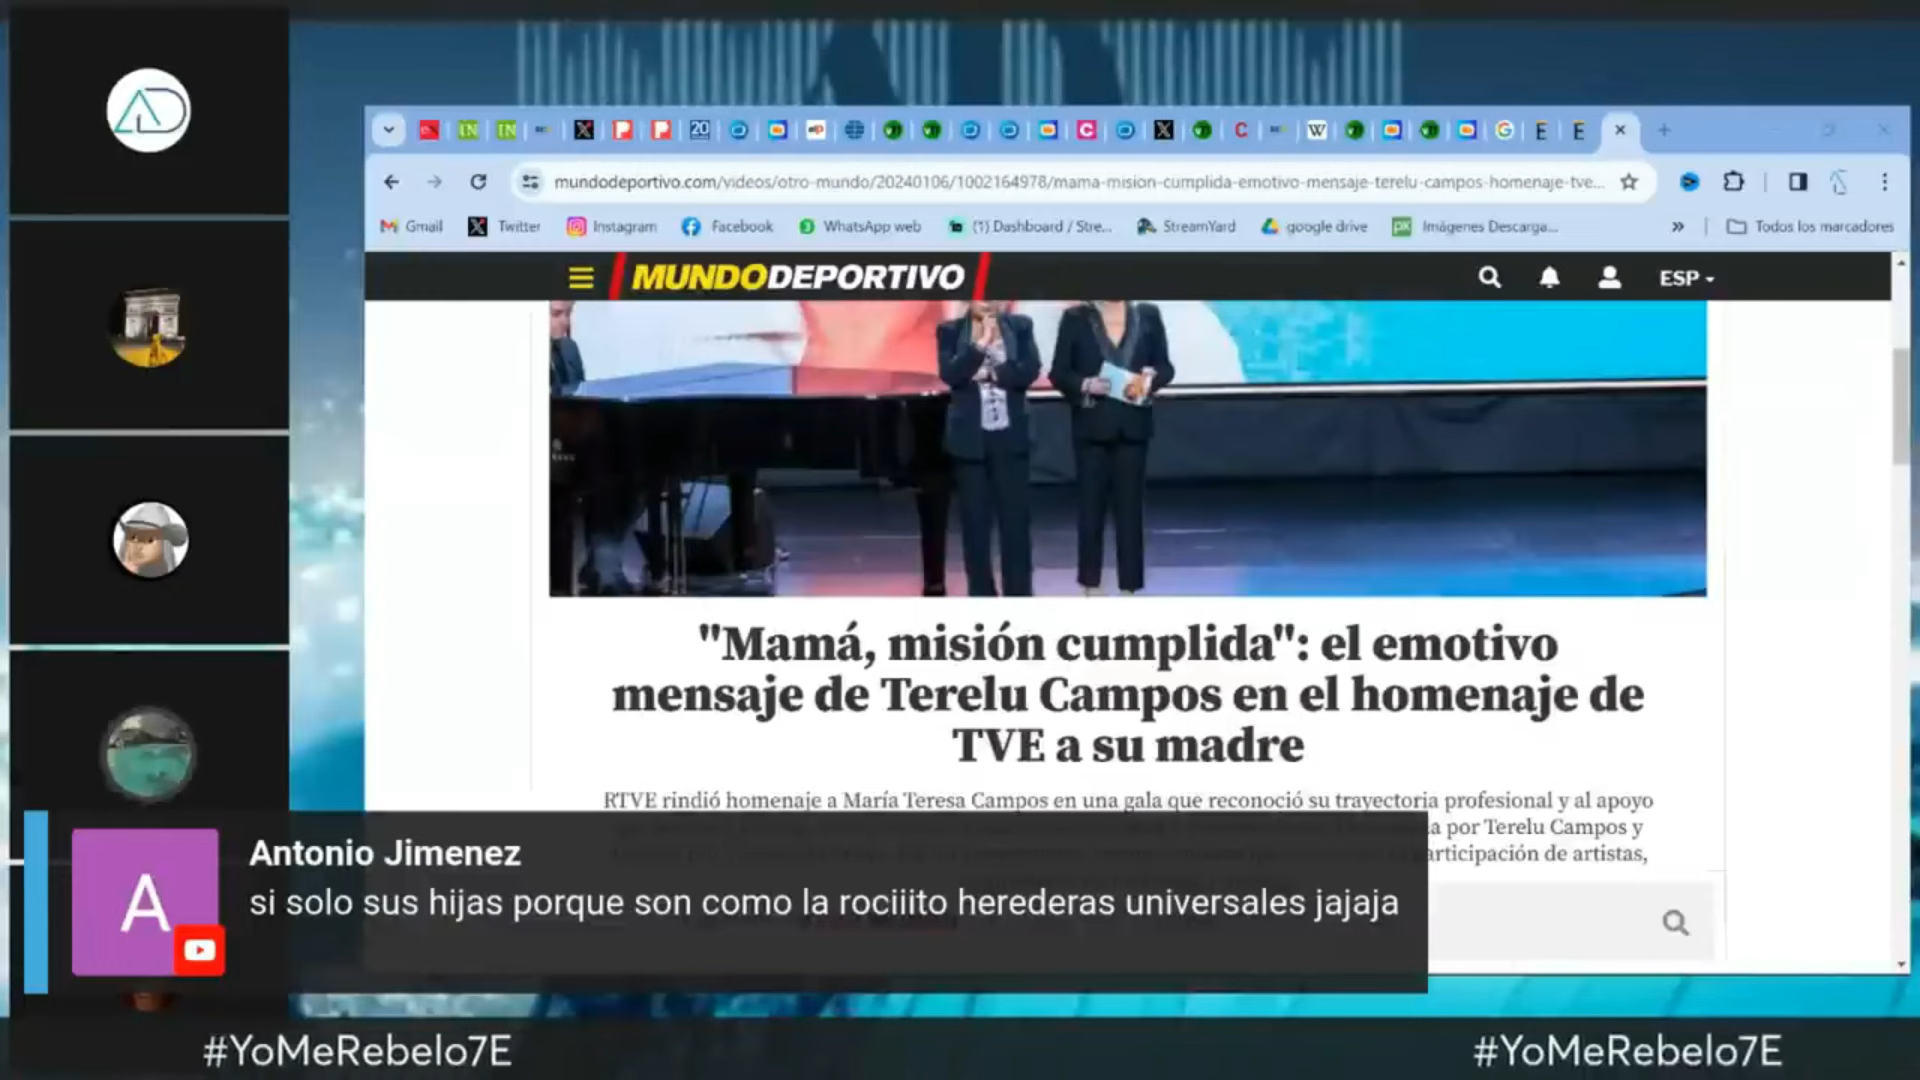 mundodeportivo.com/videos/otro-mundo/20240106/1002164978/mama-mision-cumplida-emotivo-mensaje-terelu-campos-homenaje-tve...
Gmail Twitter Instagram Facebook WhatsApp web (1) Dashboard / Stre... StreamYard google drive Imágenes Descarga... » Todos los marcadores
MUNDODEPORTIVO ESP
"Mamá, misión cumplida": el emotivo
mensaje de Terelu Campos en el homenaje de
TVE a su madre
RTVE rindió homenaje a María Teresa Campos en una gala que reconoció su trayectoria profesional y al apoyo
a por Terelu Campos y
articipación de artistas,
Antonio Jimenez
A
si solo sus hijas porque son como la rociiito herederas universales jajaja
#YoMeRebelo7E #YoMeRebelo7E